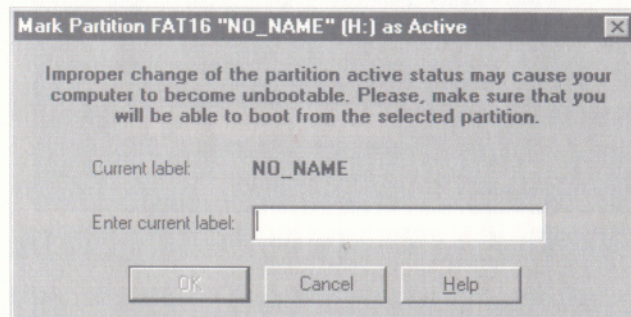 Mark Partition FAT16 "NO_NAME" (H:) as Active
Improper change of the partition active status may cause your
computer to become unbootable. Please, make sure that you
will be able to boot from the selected partition.
Current label: NO_NAME
Enter current label:
OK Cancel Help